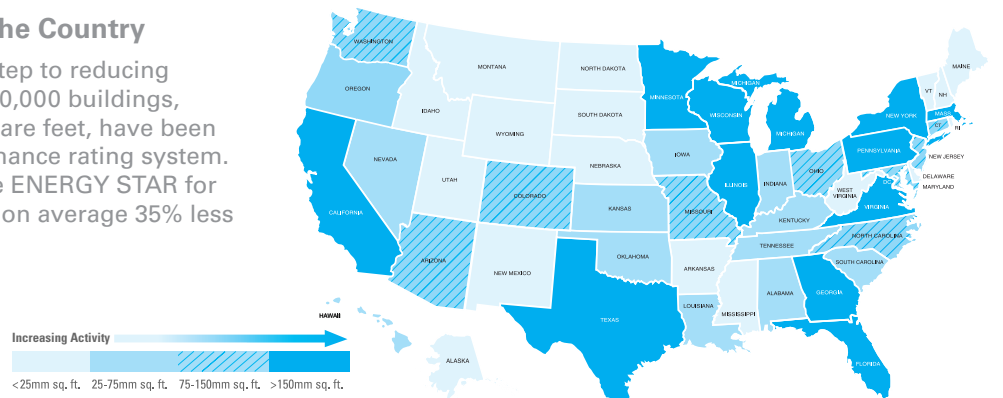 he Country
tep to reducing
0,000 buildings,
are feet, have been
nance rating system.
e ENERGY STAR for
on average 35% less
WASHINGTON
OREGON
CALIFORNIA
NEVADA
IDAHO
MONTANA
WYOMING
UTAH
COLORADO
ARIZONA
NEW MEXICO
NORTH DAKOTA
SOUTH DAKOTA
NEBRASKA
KANSAS
OKLAHOMA
TEXAS
MINNESOTA
IOWA
MISSOURI
ARKANSAS
LOUISIANA
WISCONSIN
ILLINOIS
MICHIGAN
MICHIGAN
INDIANA
OHIO
KENTUCKY
TENNESSEE
MISSISSIPPI
ALABAMA
GEORGIA
FLORIDA
SOUTH CAROLINA
NORTH CAROLINA
VIRGINIA
WEST
VIRGINIA
DC
MARYLAND
DELAWARE
NEW JERSEY
PENNSYLVANIA
NEW YORK
CT
RI
MASS
VT
NH
MAINE
HAWAII
ALASKA
Increasing Activity
<25mm sq. ft. 25-75mm sq. ft. 75-150mm sq. ft. >150mm sq. ft.